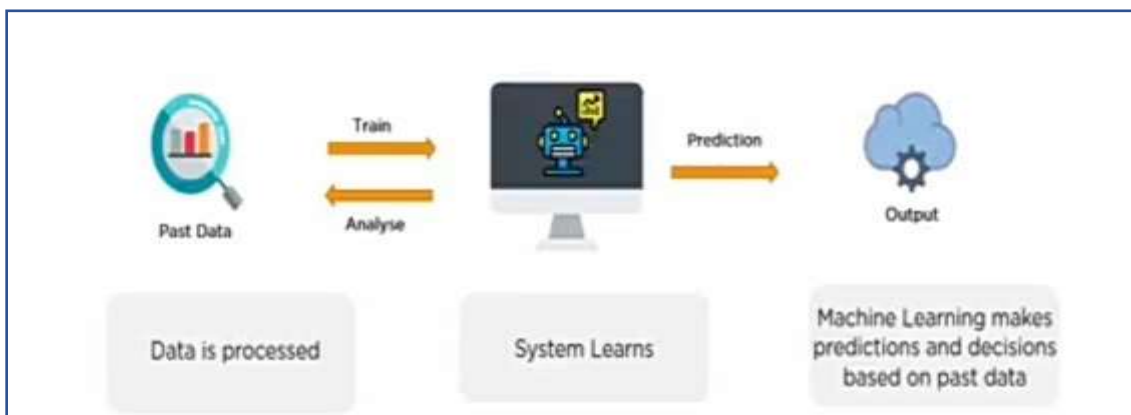 Train
Prediction
Past Data
Analyse
Output
Data is processed
System Learns
Machine Learning makes
predictions and decisions
based on past data